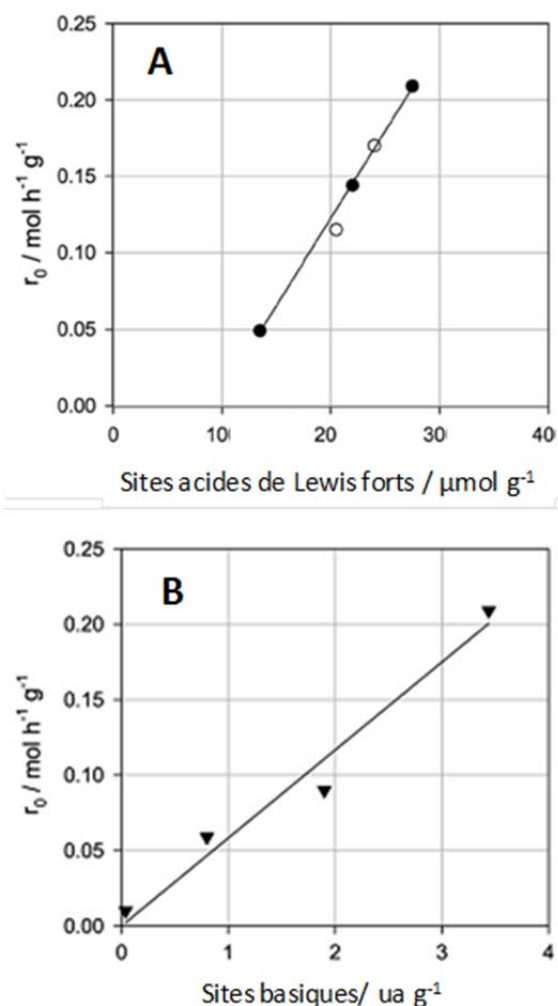 0.25
A
0.20
0.15
0.10
0.05
0.00
r₀ / mol h⁻¹ g⁻¹
0 10 20 30 40
Sites acides de Lewis forts / µmol g⁻¹
0.25
B
0.20
0.15
0.10
0.05
0.00
r₀ / mol h⁻¹ g⁻¹
0 1 2 3 4
Sites basiques/ ua g⁻¹